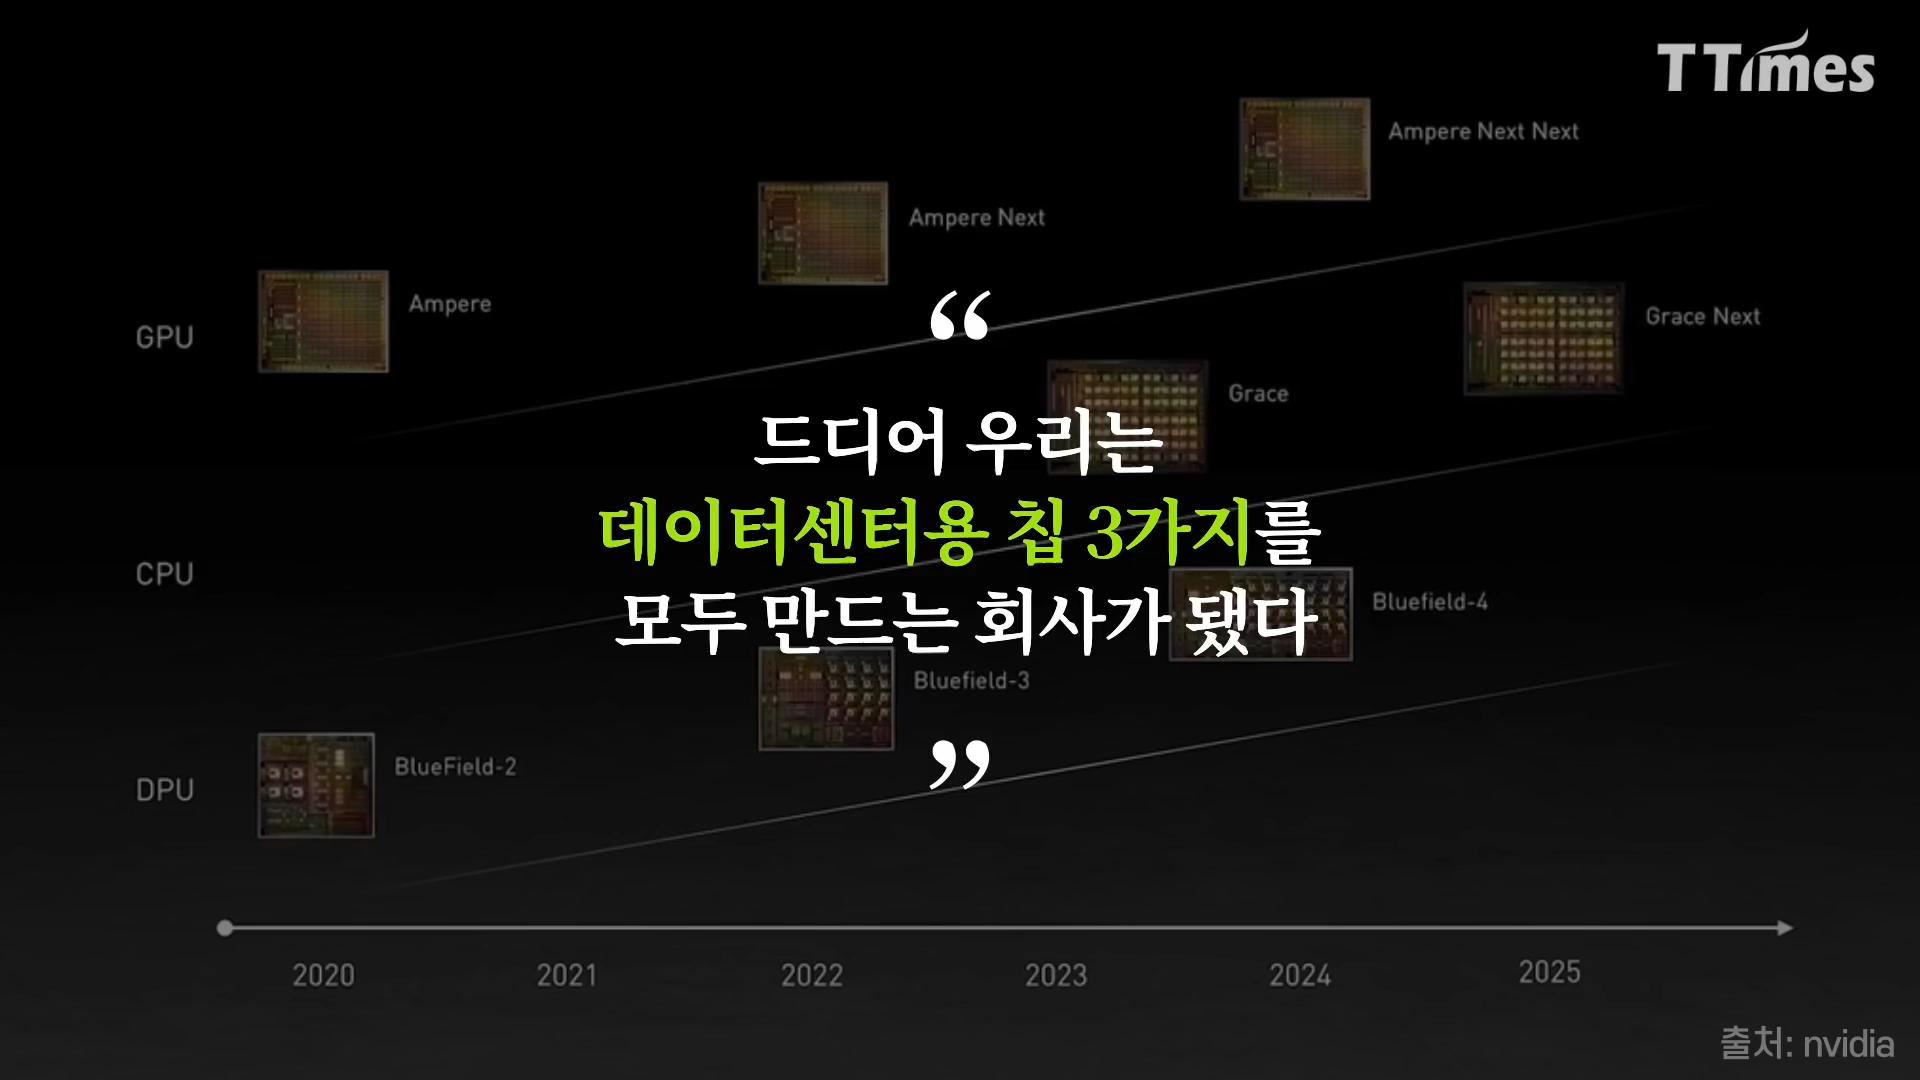 TTimes
Ampere Next Next
Ampere Next
Ampere
GPU
Grace Next
Grace
“
드디어 우리는
데이터센터용 칩 3가지를
모두 만드는 회사가 됐다
”
CPU
Bluefield-4
Bluefield-3
BlueField-2
DPU
2020 2021 2022 2023 2024 2025
출처: nvidia